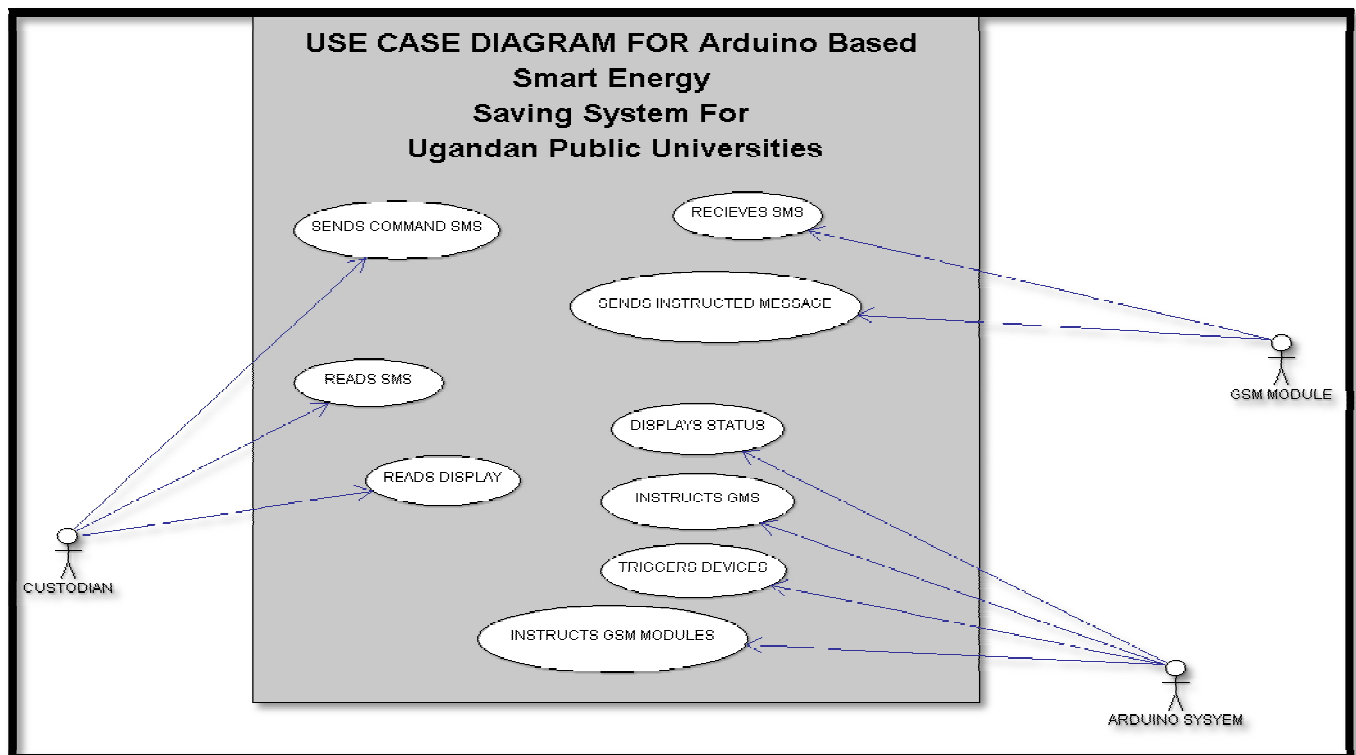 USE CASE DIAGRAM FOR Arduino Based
Smart Energy
Saving System For
Ugandan Public Universities
SENDS COMMAND SMS
RECIEVES SMS
SENDS INSTRUCTED MESSAGE
READS SMS
GSM MODULE
DISPLAYS STATUS
READS DISPLAY
INSTRUCTS GMS
TRIGGERS DEVICES
CUSTODIAN
INSTRUCTS GSM MODULES
ARDUINO SYSYEM